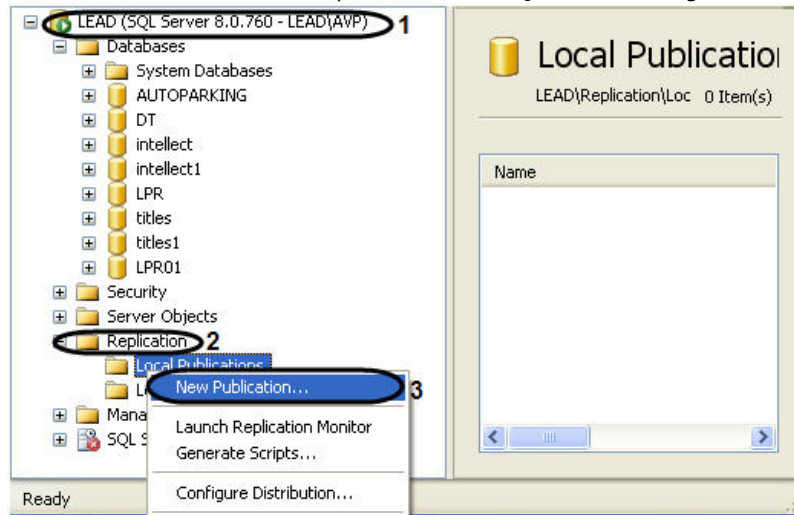 LEAD (SQL Server 8.0.760 - LEAD\AVP) 1
Databases
System Databases
AUTOPARKING
DT
intellect
intellect1
LPR
titles
titles1
LPR01
Security
Server Objects
Replication 2
Local Publications
L
New Publication... 3
Mana
Launch Replication Monitor
SQL S
Generate Scripts...
Configure Distribution...
Ready
Local Publication
LEAD\Replication\Loc 0 Item(s)
Name